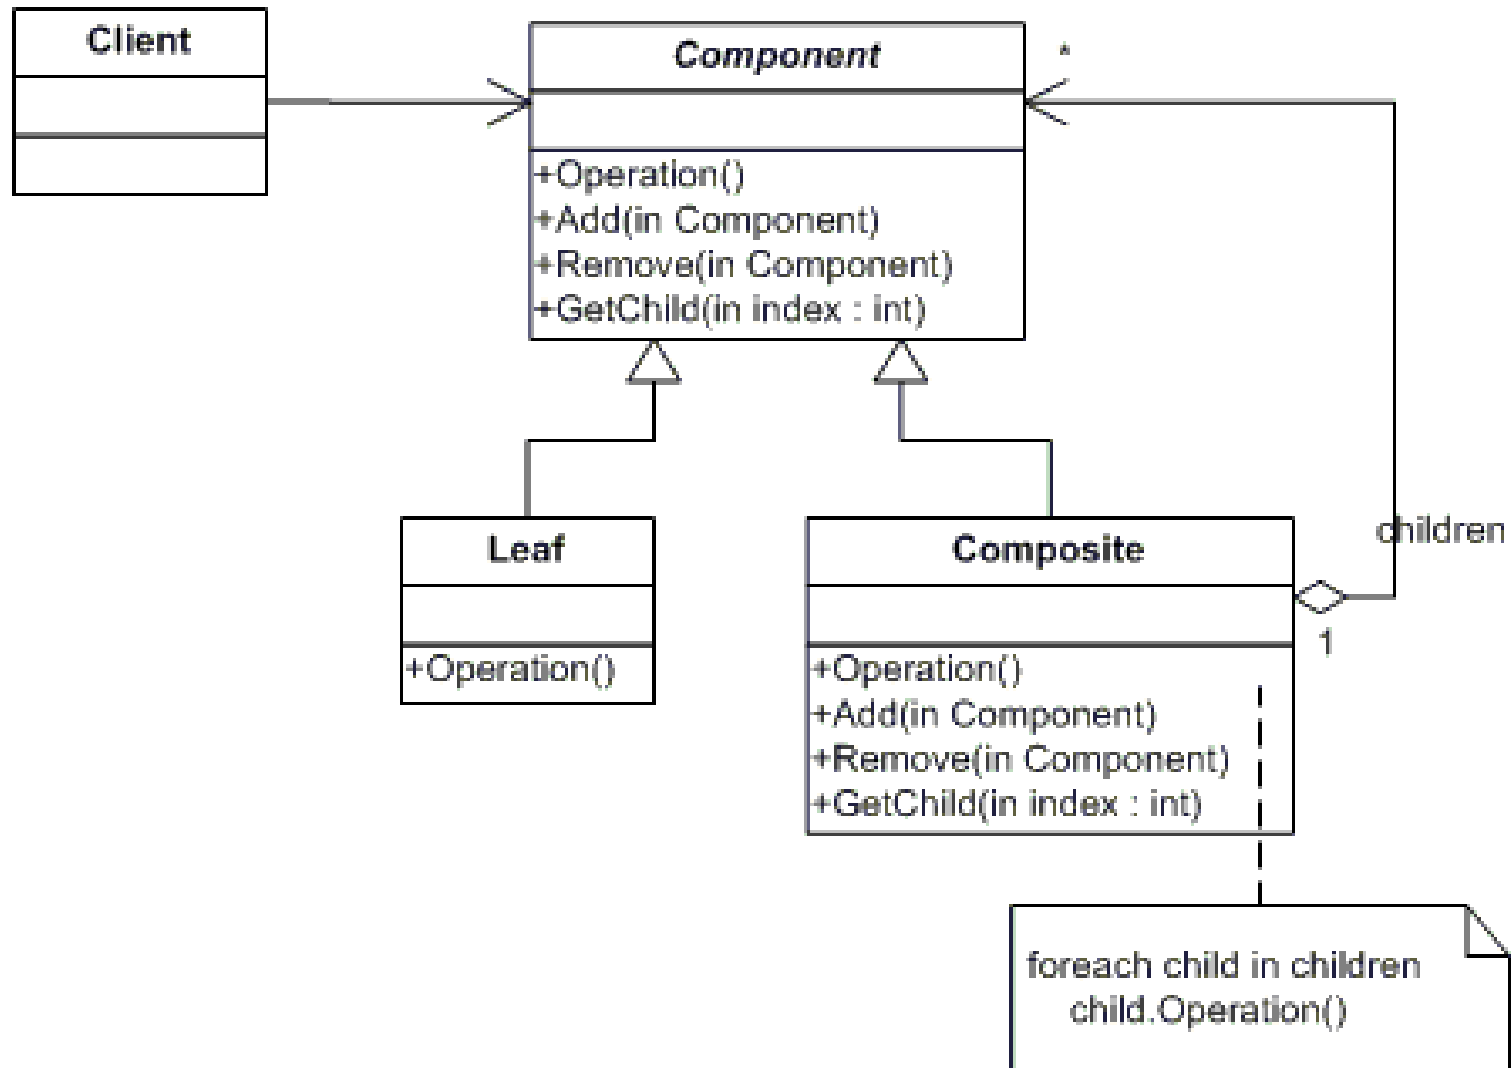 Client
Component
*
+Operation()
+Add(in Component)
+Remove(in Component)
+GetChild(in index : int)
Leaf
+Operation()
Composite
+Operation()
+Add(in Component)
+Remove(in Component)
+GetChild(in index : int)
children
1
foreach child in children
child.Operation()